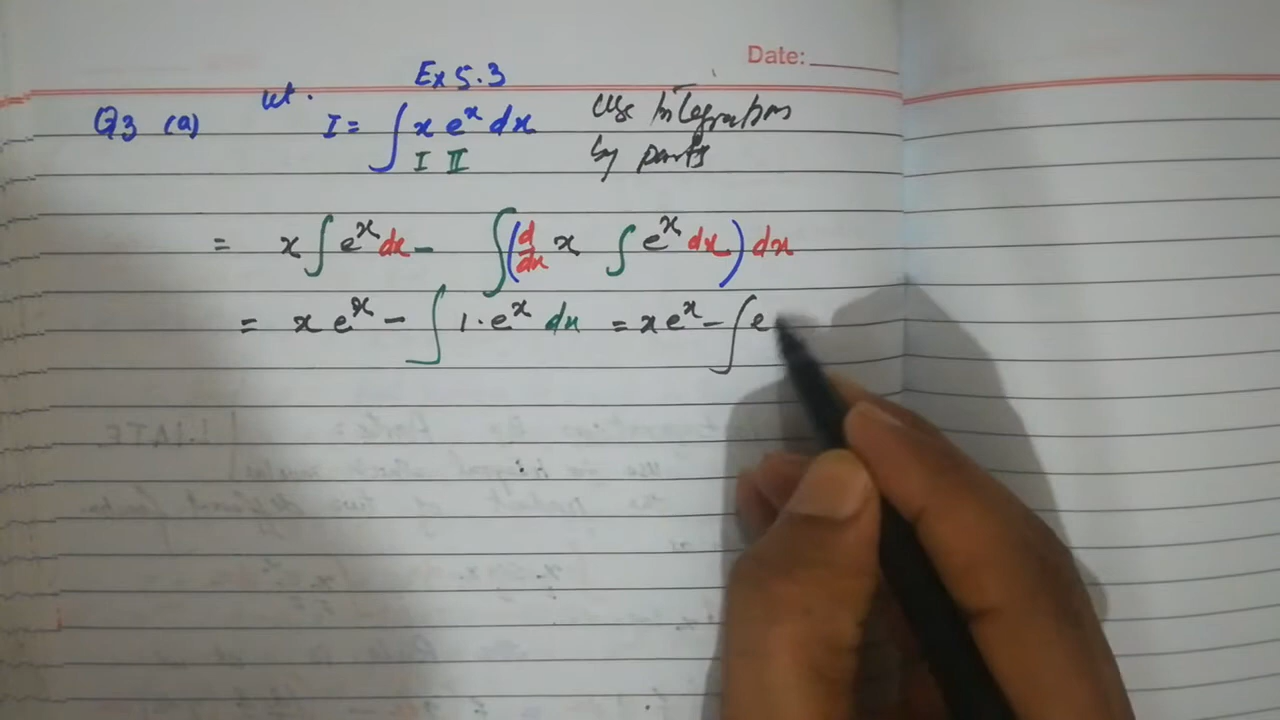 Date:
Ex 5.3
Q3 (a) let. I = ∫ x e^x dx Use Integration
I II by parts
= x ∫ e^x dx - ∫ (d/dx x ∫ e^x dx) dx
= x e^x - ∫ 1 · e^x dx = x e^x - ∫ e